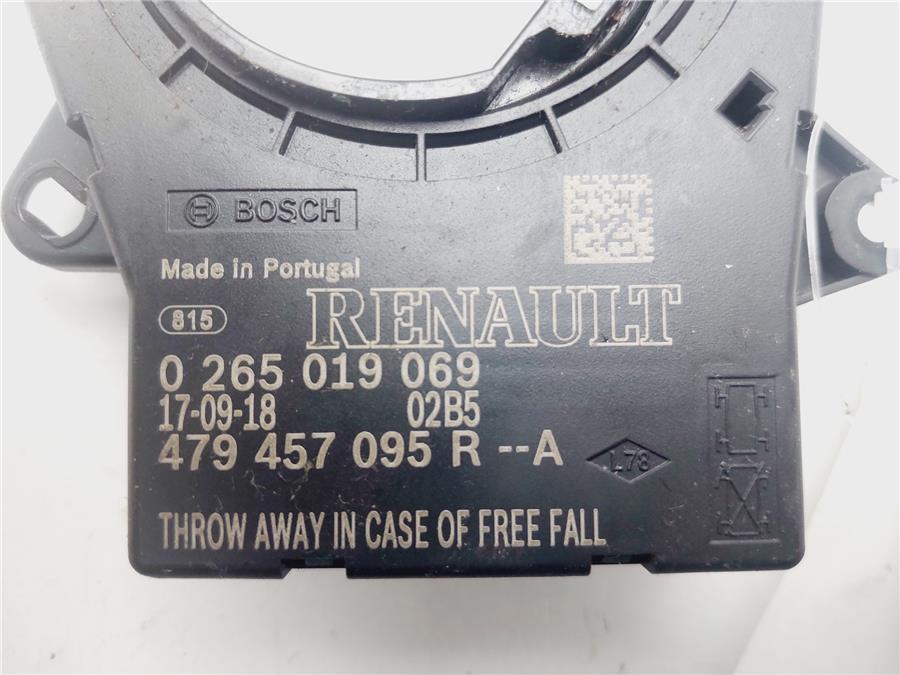 BOSCH
Made in Portugal
815
RENAULT
0 265 019 069
17-09-18 02B5
479 457 095 R --A
L78
THROW AWAY IN CASE OF FREE FALL